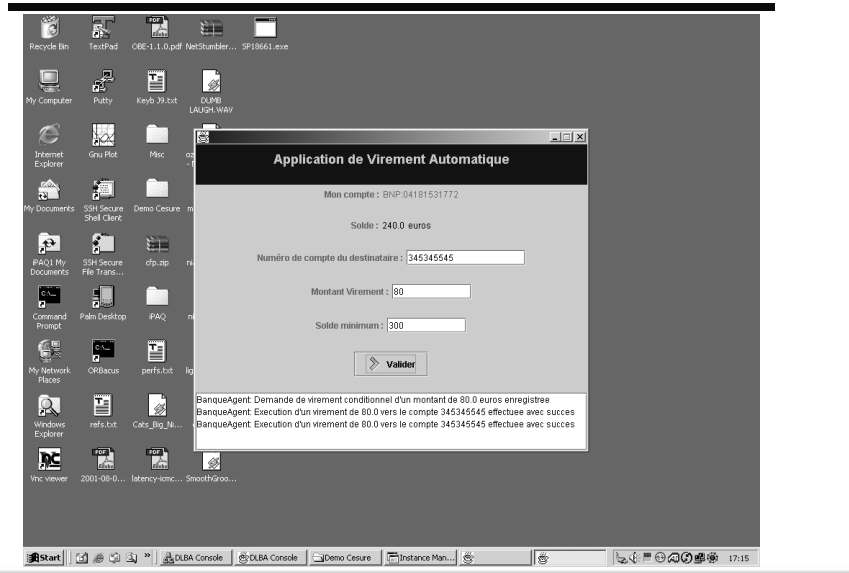 Recycle Bin
TextPad
OBE-1.1.0.pdf
NetStumbler...
SP18661.exe
My Computer
Putty
Keyb J9.txt
DUMB
LAUGH.WAV
Internet
Explorer
Gnu Plot
Misc
My Documents
SSH Secure
Shell Client
Demo Cesure
iPAQ1 My
Documents
SSH Secure
File Trans...
cfp.zip
Command
Prompt
Palm Desktop
iPAQ
My Network
Places
ORBacus
perfs.txt
Windows
Explorer
refs.txt
Cats_Big_Ni...
Vnc viewer
2001-08-0...
latency-icmc...
SmoothGroo...
Application de Virement Automatique
Mon compte : BNP:04181531772
Solde : 240.0 euros
Numéro de compte du destinataire : 345345545
Montant Virement : 80
Solde minimum : 300
Valider
BanqueAgent: Demande de virement conditionnel d'un montant de 80.0 euros enregistree
BanqueAgent: Execution d'un virement de 80.0 vers le compte 345345545 effectuee avec succes
BanqueAgent: Execution d'un virement de 80.0 vers le compte 345345545 effectuee avec succes
Start
DLBA Console
DLBA Console
Demo Cesure
Instance Man...
17:15